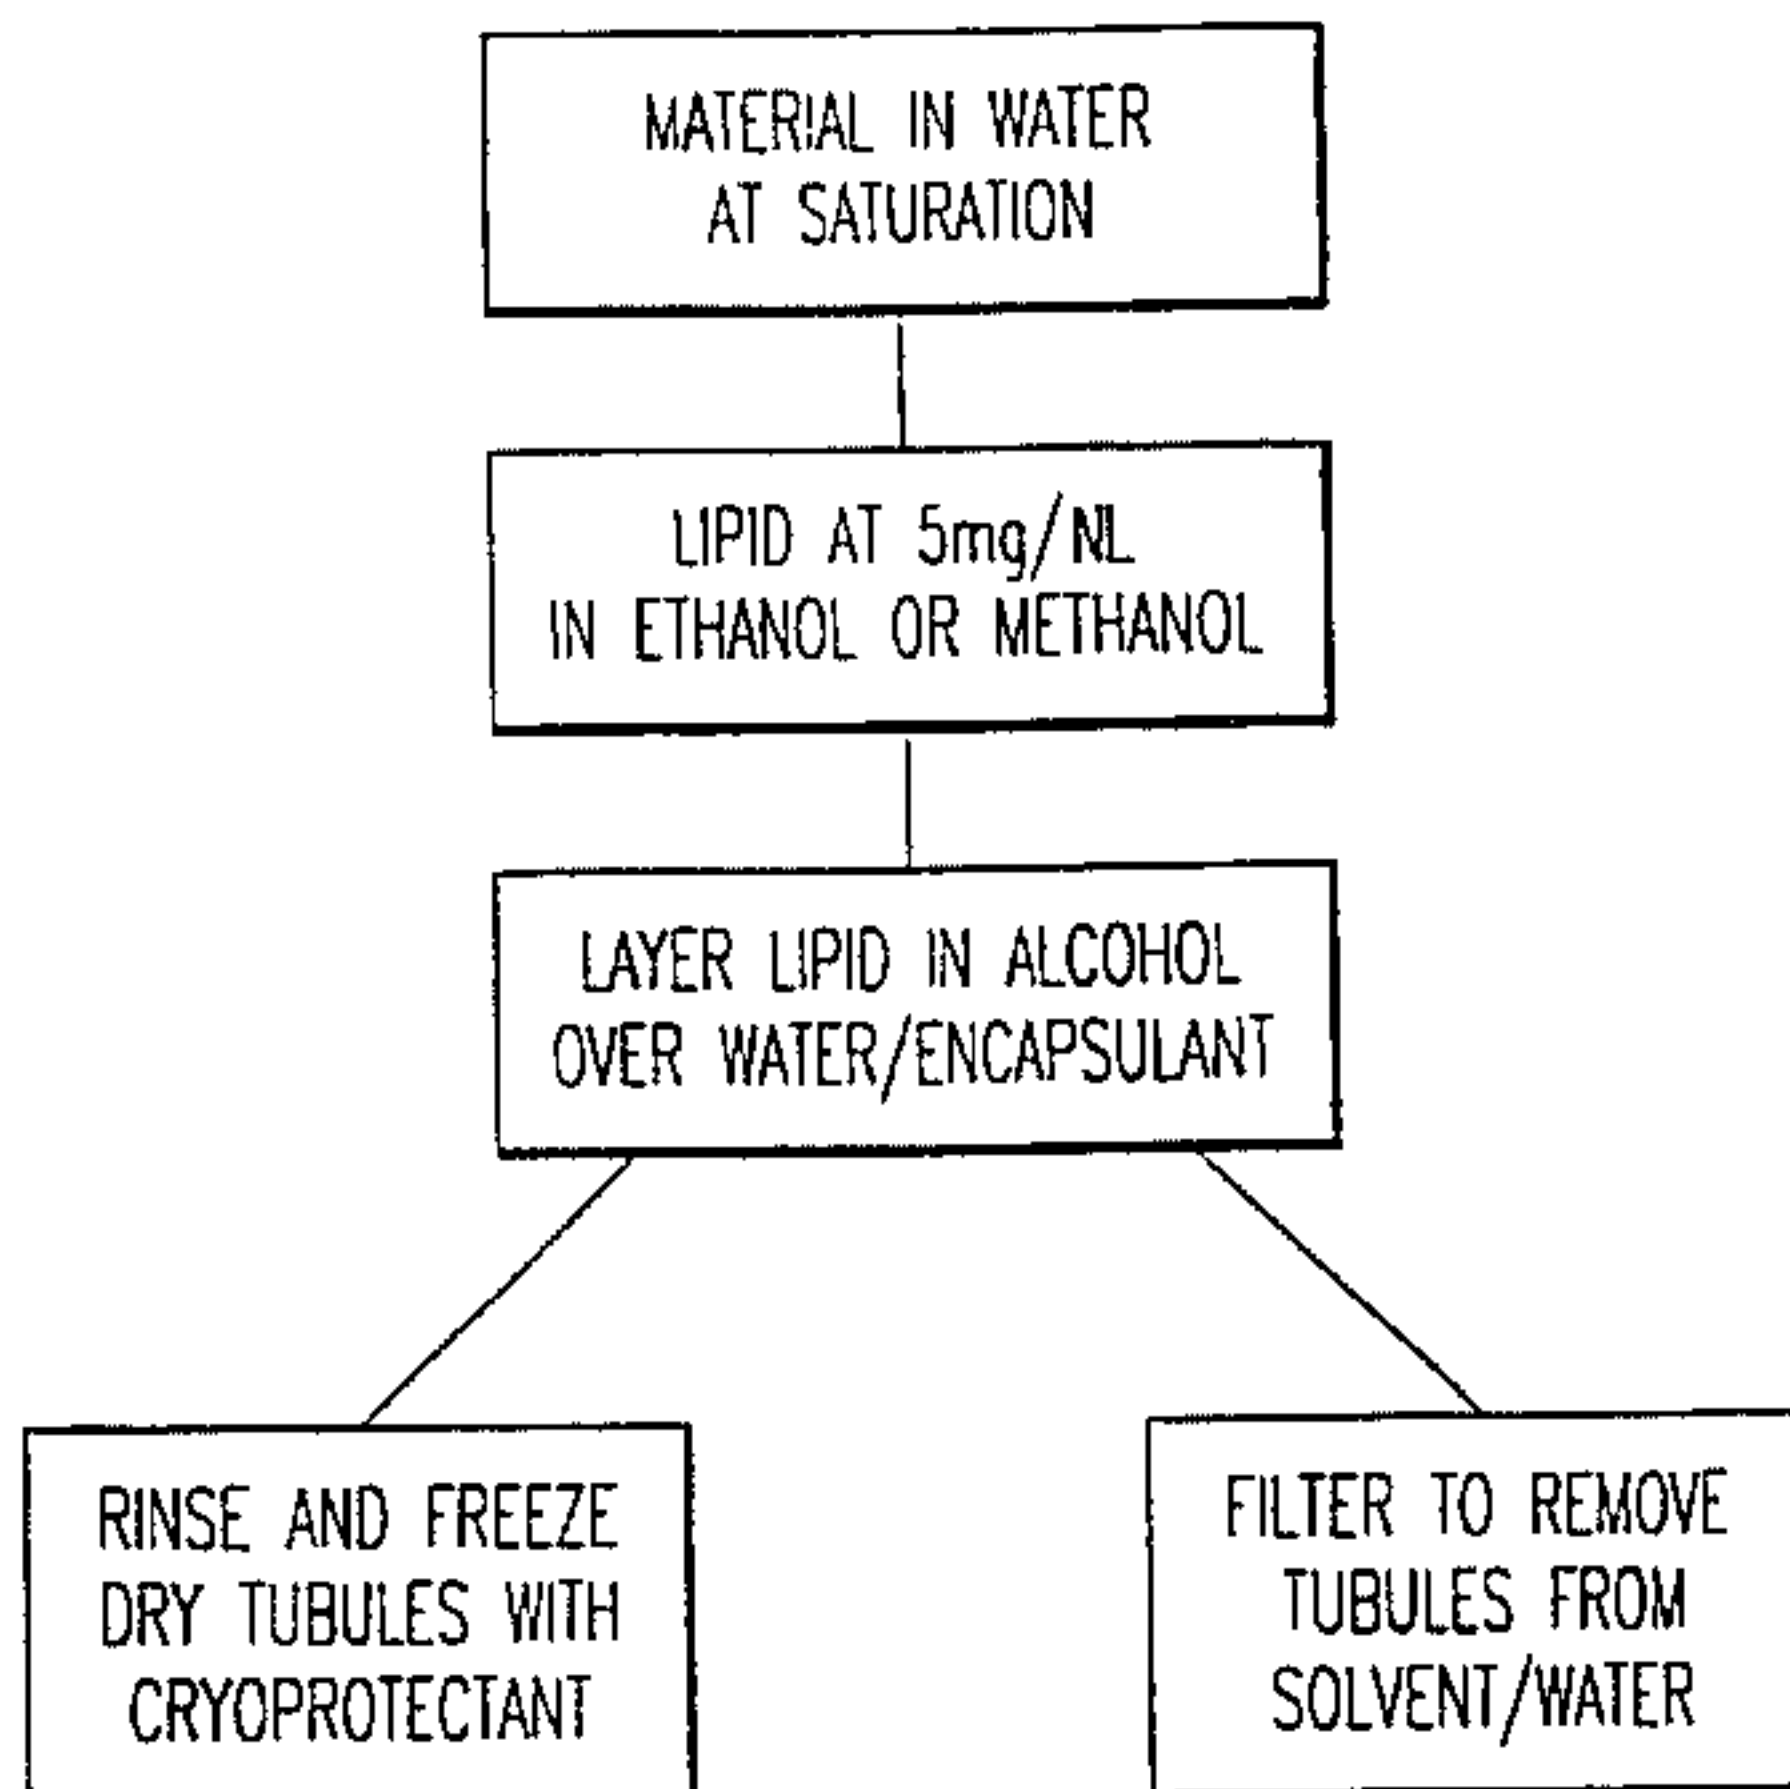 MATERIAL IN WATER
AT SATURATION
LIPID AT 5mg/NL
IN ETHANOL OR METHANOL
LAYER LIPID IN ALCOHOL
OVER WATER/ENCAPSULANT
RINSE AND FREEZE
DRY TUBULES WITH
CRYOPROTECTANT
FILTER TO REMOVE
TUBULES FROM
SOLVENT/WATER